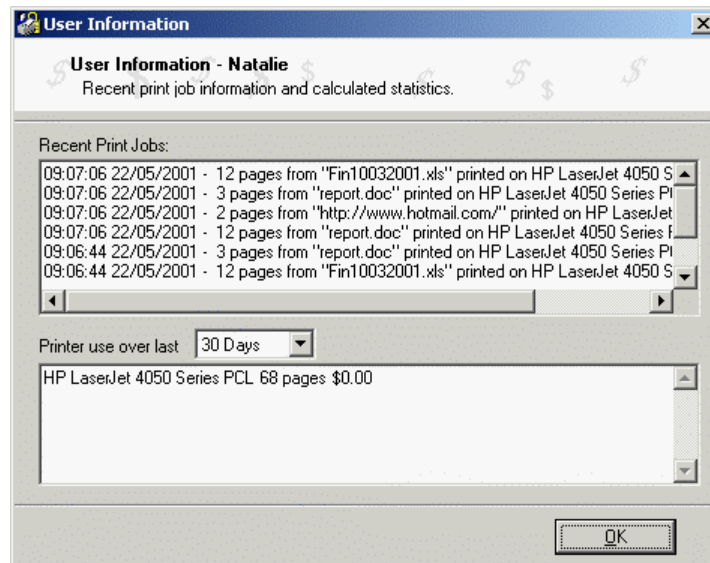 User Information
User Information - Natalie
Recent print job information and calculated statistics.
Recent Print Jobs:
09:07:06 22/05/2001 - 12 pages from "Fin10032001.xls" printed on HP LaserJet 4050 S
09:07:06 22/05/2001 - 3 pages from "report.doc" printed on HP LaserJet 4050 Series P
09:07:06 22/05/2001 - 2 pages from "http://www.hotmail.com/" printed on HP LaserJet
09:07:06 22/05/2001 - 12 pages from "report.doc" printed on HP LaserJet 4050 Series
09:06:44 22/05/2001 - 3 pages from "report.doc" printed on HP LaserJet 4050 Series P
09:06:44 22/05/2001 - 12 pages from "Fin10032001.xls" printed on HP LaserJet 4050 S
Printer use over last 30 Days
HP LaserJet 4050 Series PCL 68 pages $0.00
OK